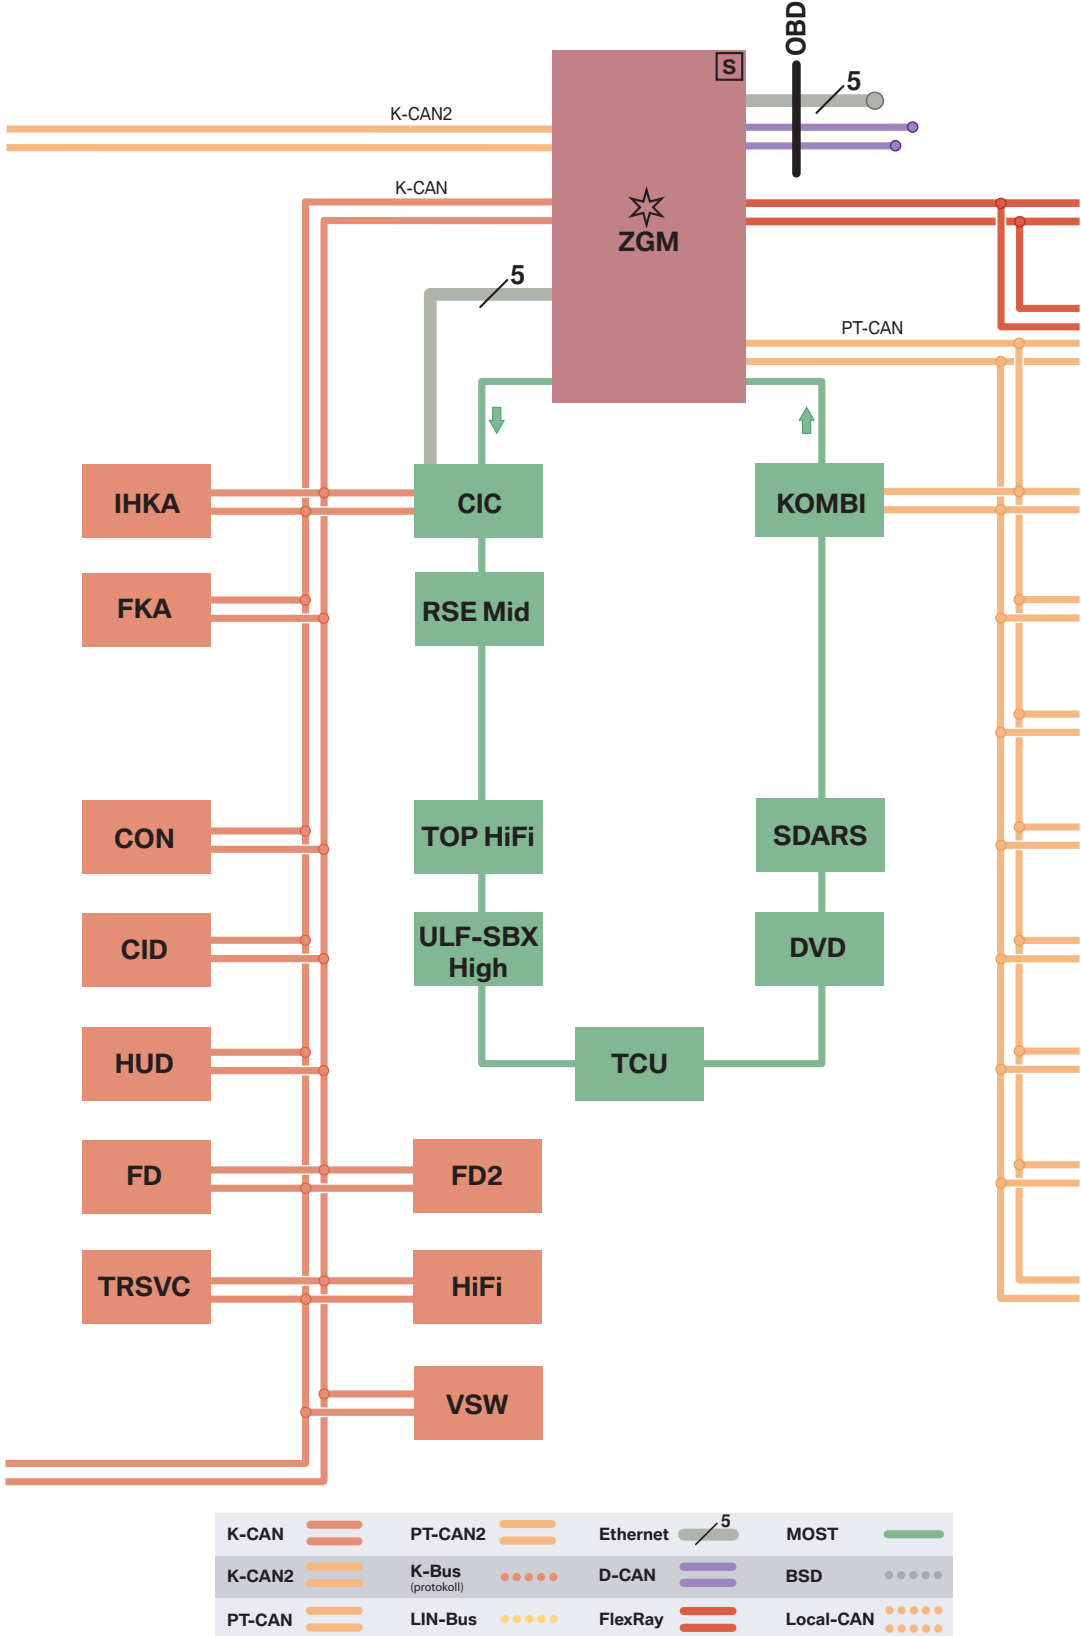 OBD
S
5
K-CAN2
K-CAN
ZGM
5
PT-CAN
IHKA
CIC
KOMBI
FKA
RSE Mid
CON
TOP HiFi
SDARS
CID
ULF-SBX
High
DVD
HUD
TCU
FD
FD2
TRSVC
HiFi
VSW
K-CAN
PT-CAN2
Ethernet
5
MOST
K-CAN2
K-Bus
(protokoll)
D-CAN
BSD
PT-CAN
LIN-Bus
FlexRay
Local-CAN